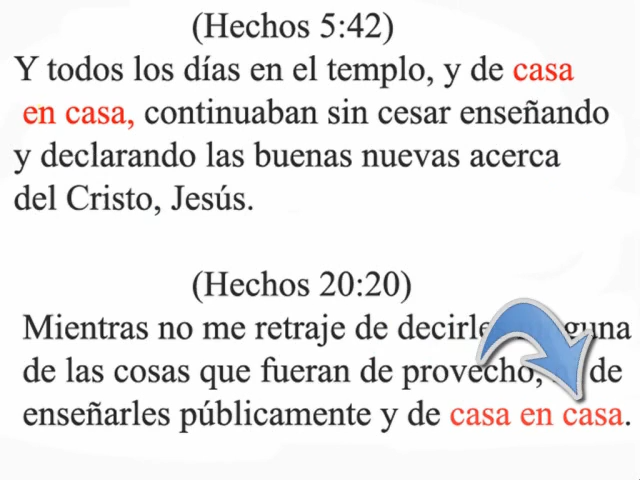 (Hechos 5:42)
Y todos los días en el templo, y de casa
en casa, continuaban sin cesar enseñando
y declarando las buenas nuevas acerca
del Cristo, Jesús.
(Hechos 20:20)
Mientras no me retraje de decirle guna
de las cosas que fueran de provecho, de
enseñarles públicamente y de casa en casa.